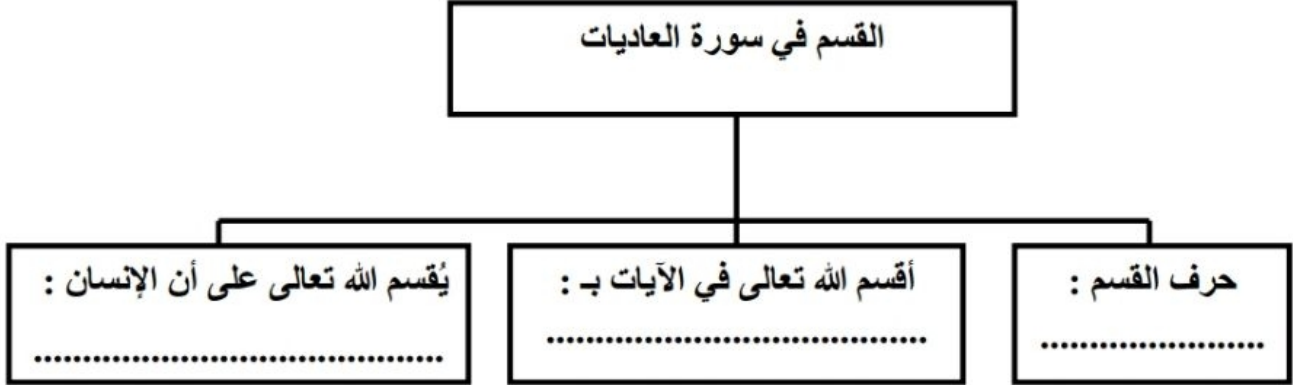 القسم في سورة العاديات
حرف القسم :
.......................
أقسم الله تعالى في الآيات بـ :
.......................................
يُقسم الله تعالى على أن الإنسان :
..........................................